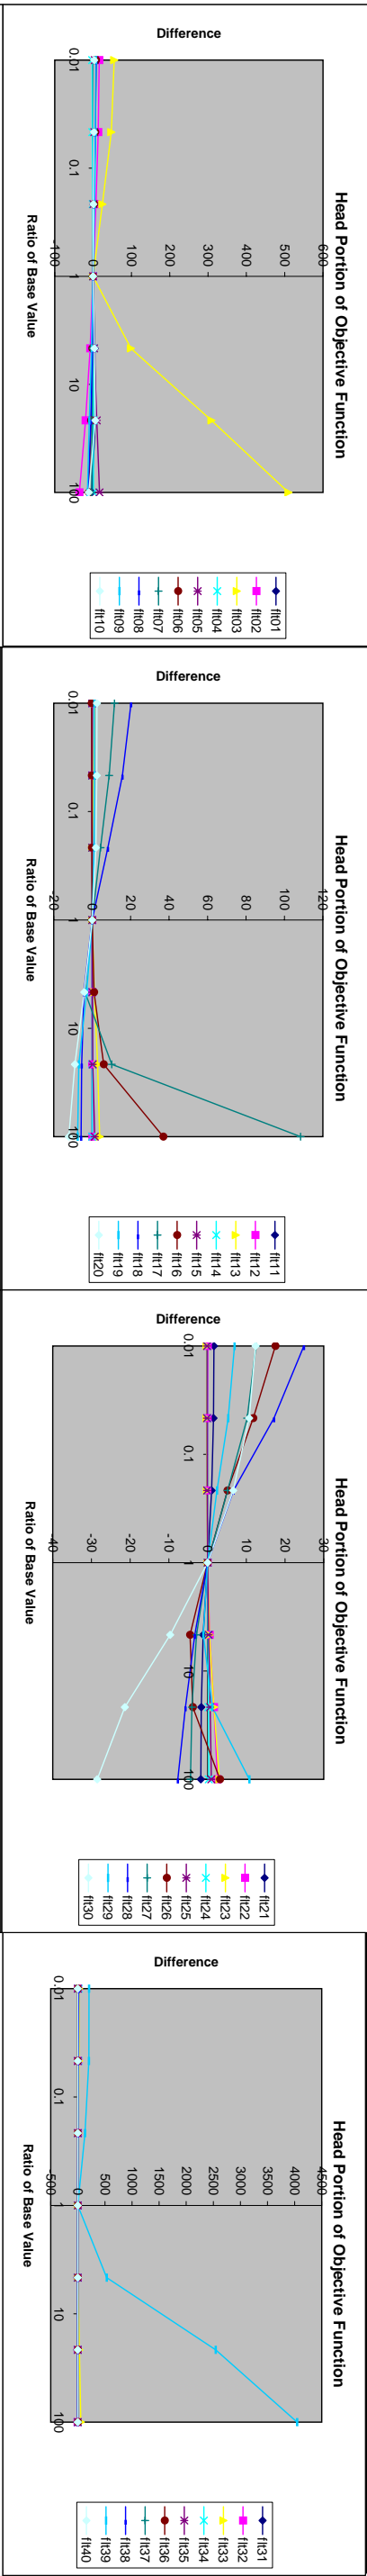 Head Portion of Objective Function
Difference
600
500
400
300
200
100
0
-100
0.01
0.1
1
10
100
Ratio of Base Value
flt01
flt02
flt03
flt04
flt05
flt06
flt07
flt08
flt09
flt10
Head Portion of Objective Function
Difference
120
100
80
60
40
20
0
-20
0.01
0.1
1
10
100
Ratio of Base Value
flt11
flt12
flt13
flt14
flt15
flt16
flt17
flt18
flt19
flt20
Head Portion of Objective Function
Difference
30
20
10
0
-10
-20
-30
-40
0.01
0.1
1
10
100
Ratio of Base Value
flt21
flt22
flt23
flt24
flt25
flt26
flt27
flt28
flt29
flt30
Head Portion of Objective Function
Difference
4500
4000
3500
3000
2500
2000
1500
1000
500
0
-500
0.01
0.1
1
10
100
Ratio of Base Value
flt31
flt32
flt33
flt34
flt35
flt36
flt37
flt38
flt39
flt40